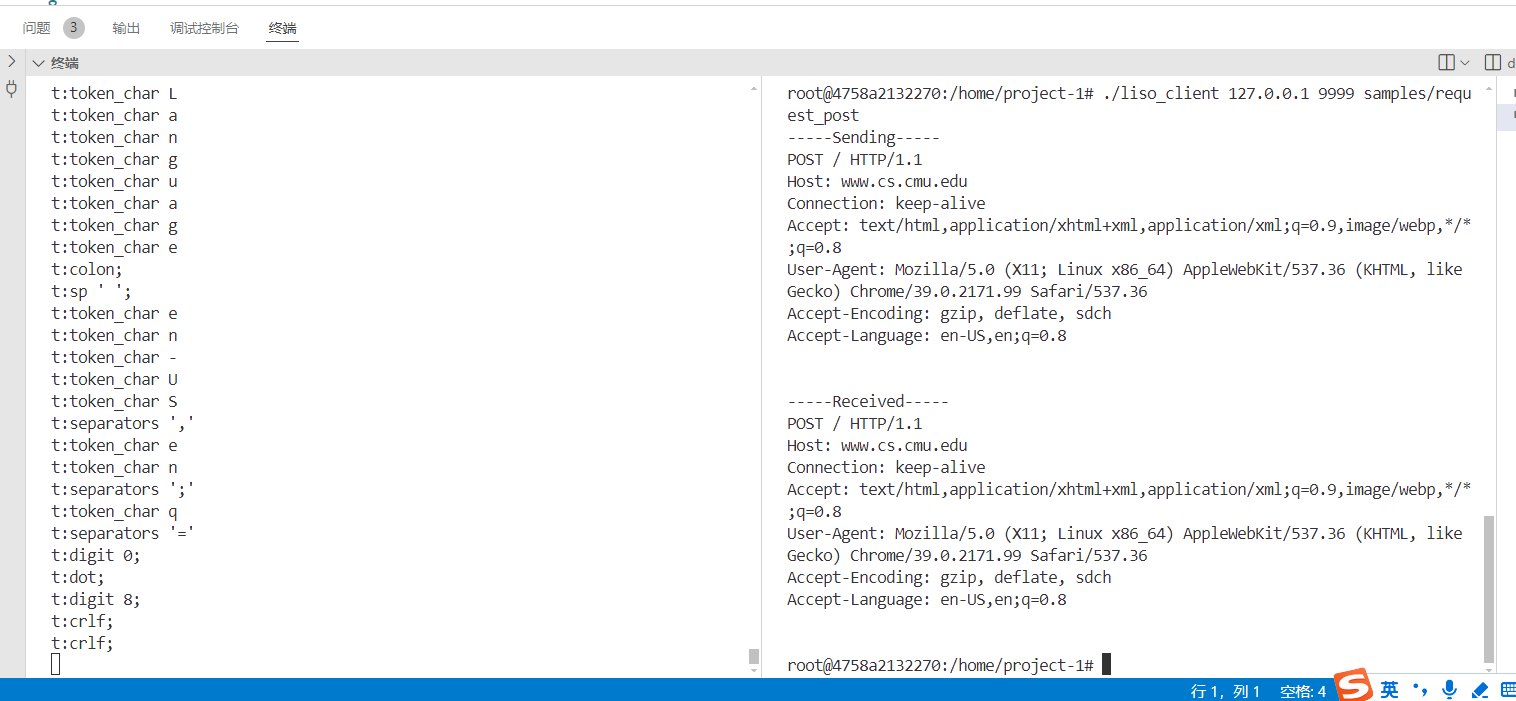 问题 3 输出 调试控制台 终端
终端
t:token_char L
t:token_char a
t:token_char n
t:token_char g
t:token_char u
t:token_char a
t:token_char g
t:token_char e
t:colon;
t:sp ' ';
t:token_char e
t:token_char n
t:token_char -
t:token_char U
t:token_char S
t:separators ','
t:token_char e
t:token_char n
t:separators ';'
t:token_char q
t:separators '='
t:digit 0;
t:dot;
t:digit 8;
t:crlf;
t:crlf;
root@4758a2132270:/home/project-1# ./liso_client 127.0.0.1 9999 samples/requ
est_post
-----Sending-----
POST / HTTP/1.1
Host: www.cs.cmu.edu
Connection: keep-alive
Accept: text/html,application/xhtml+xml,application/xml;q=0.9,image/webp,*/*
;q=0.8
User-Agent: Mozilla/5.0 (X11; Linux x86_64) AppleWebKit/537.36 (KHTML, like
Gecko) Chrome/39.0.2171.99 Safari/537.36
Accept-Encoding: gzip, deflate, sdch
Accept-Language: en-US,en;q=0.8
-----Received-----
POST / HTTP/1.1
Host: www.cs.cmu.edu
Connection: keep-alive
Accept: text/html,application/xhtml+xml,application/xml;q=0.9,image/webp,*/*
;q=0.8
User-Agent: Mozilla/5.0 (X11; Linux x86_64) AppleWebKit/537.36 (KHTML, like
Gecko) Chrome/39.0.2171.99 Safari/537.36
Accept-Encoding: gzip, deflate, sdch
Accept-Language: en-US,en;q=0.8
root@4758a2132270:/home/project-1#
行 1，列 1 空格: 4 英